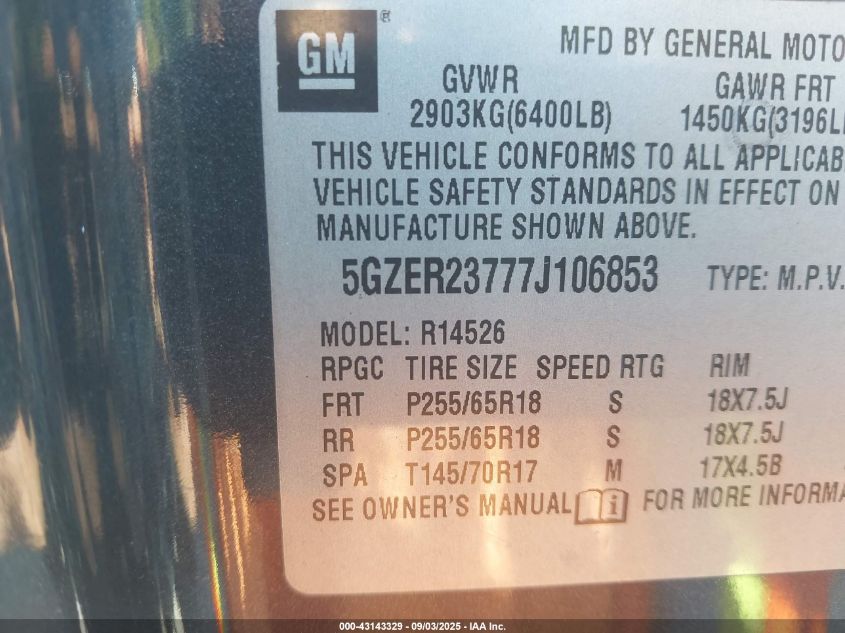 GM®
MFD BY GENERAL MOTO
GVWR GAWR FRT
2903KG(6400LB) 1450KG(3196L
THIS VEHICLE CONFORMS TO ALL APPLICAB
VEHICLE SAFETY STANDARDS IN EFFECT ON
MANUFACTURE SHOWN ABOVE.
5GZER23777J106853 TYPE: M.P.V.
MODEL: R14526
RPGC TIRE SIZE SPEED RTG RIM
FRT P255/65R18 S 18X7.5J
RR P255/65R18 S 18X7.5J
SPA T145/70R17 M 17X4.5B
SEE OWNER'S MANUAL i FOR MORE INFORMA
000-43143329 - 09/03/2025 - IAA Inc.